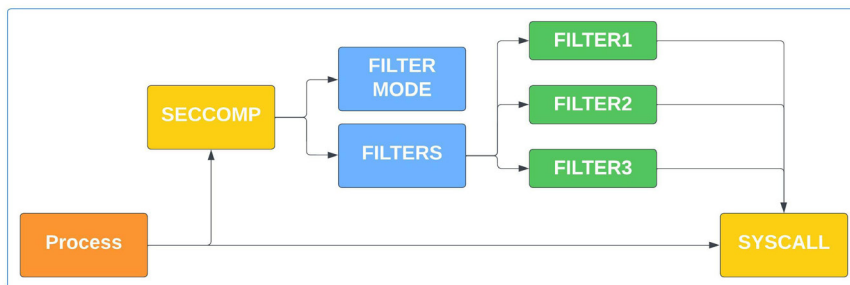 FILTER1
FILTER
MODE
SECCOMP
FILTER2
FILTERS
FILTER3
Process
SYSCALL